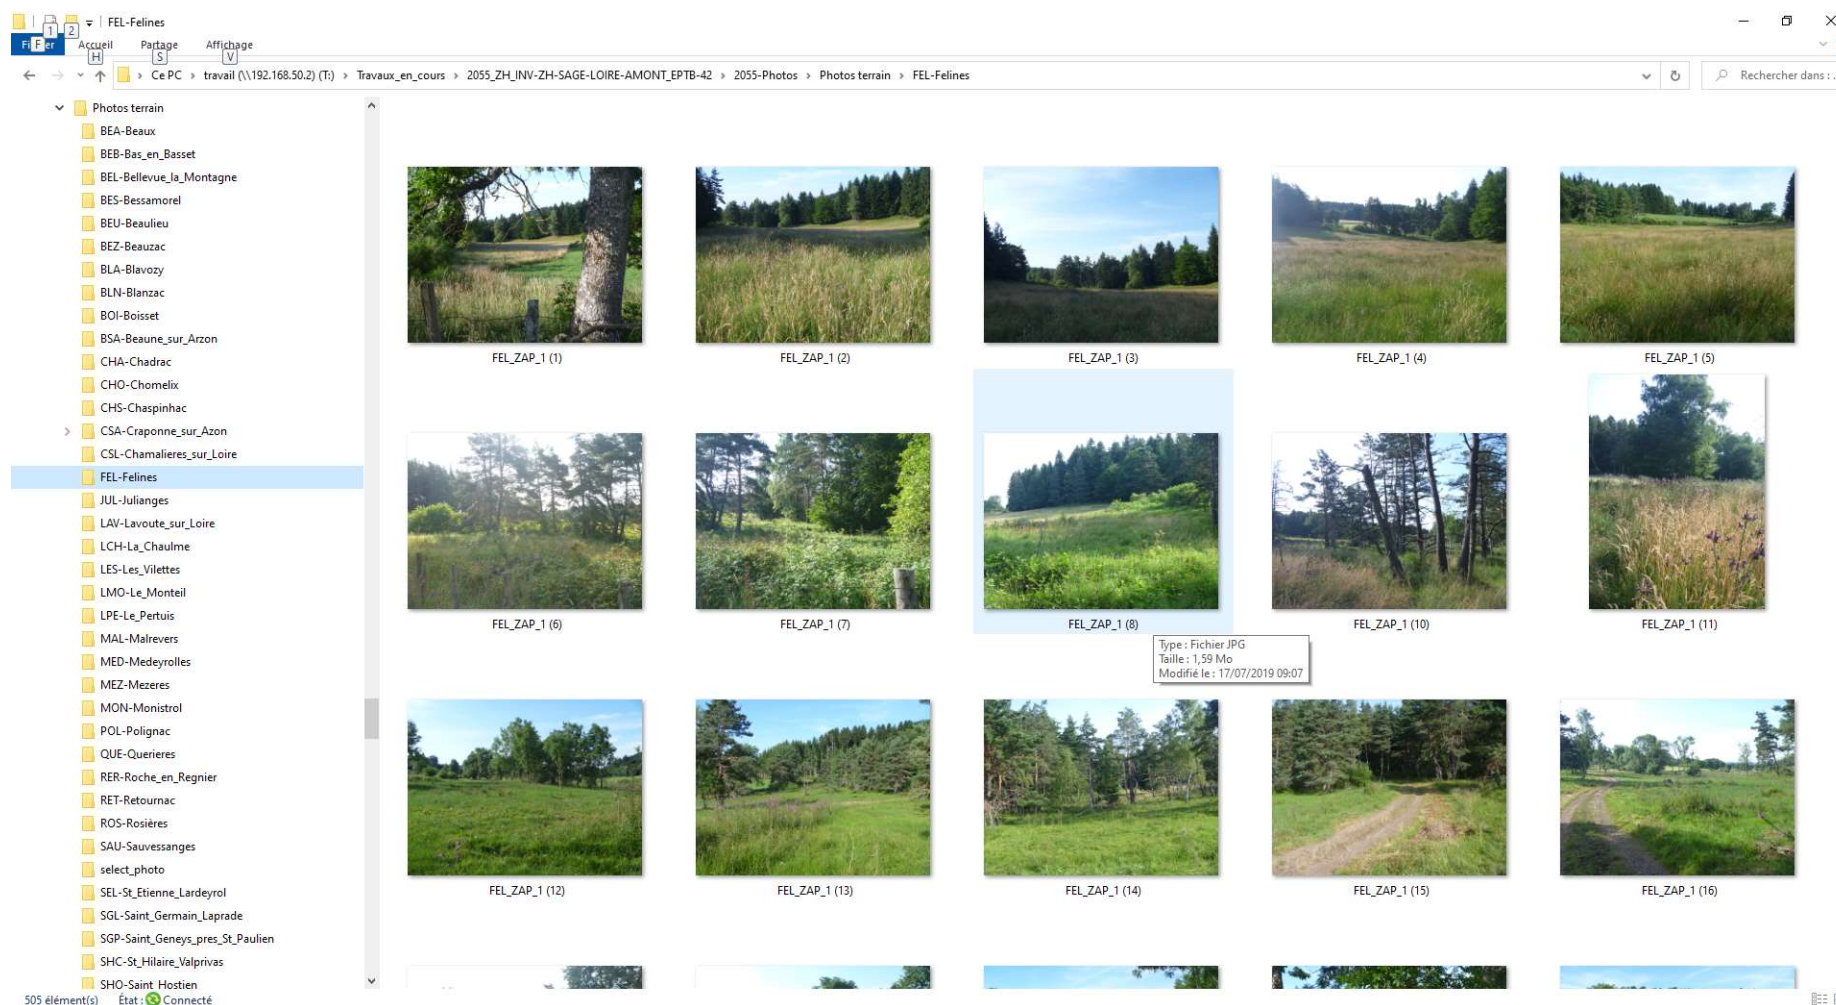 FEL-Felines
1 2
F H S V
Accueil Partage Affichage
Ce PC > travail (\\192.168.50.2) (T:) > Travaux_en_cours > 2055_ZH_INV-ZH-SAGE-LOIRE-AMONT_EPTB-42 > 2055-Photos > Photos terrain > FEL-Felines
Rechercher dans : .
Photos terrain
BEA-Beaux
BEB-Bas_en_Basset
BEL-Bellevue_la_Montagne
BES-Bessamorel
BEU-Beaulieu
BEZ-Beauzac
BLA-Blavozy
BLN-Blanzac
BOI-Boisset
BSA-Beaune_sur_Arzon
CHA-Chadrac
CHO-Chomelix
CHS-Chaspinhac
CSA-Craponne_sur_Azon
CSL-Chamalieres_sur_Loire
FEL-Felines
JUL-Julianges
LAV-Lavoute_sur_Loire
LCH-La_Chaulme
LES-Les_Vilettes
LMO-Le_Monteil
LPE-Le_Pertuis
MAL-Malrevers
MED-Medeyrolles
MEZ-Mezeres
MON-Monistrol
POL-Polignac
QUE-Querieres
RER-Roche_en_Regnier
RET-Retournac
ROS-Rosières
SAU-Sauvessanges
select_photo
SEL-St_Etienne_Lardeyrol
SGL-Saint_Germain_Laprade
SGP-Saint_Geneys_pres_St_Paulien
SHC-St_Hilaire_Valprivas
SHO-Saint_Hostien
FEL_ZAP_1 (1) FEL_ZAP_1 (2) FEL_ZAP_1 (3) FEL_ZAP_1 (4) FEL_ZAP_1 (5)
FEL_ZAP_1 (6) FEL_ZAP_1 (7) FEL_ZAP_1 (8) FEL_ZAP_1 (10) FEL_ZAP_1 (11)
Type : Fichier JPG
Taille : 1,59 Mo
Modifié le : 17/07/2019 09:07
FEL_ZAP_1 (12) FEL_ZAP_1 (13) FEL_ZAP_1 (14) FEL_ZAP_1 (15) FEL_ZAP_1 (16)
505 élément(s) État : Connecté